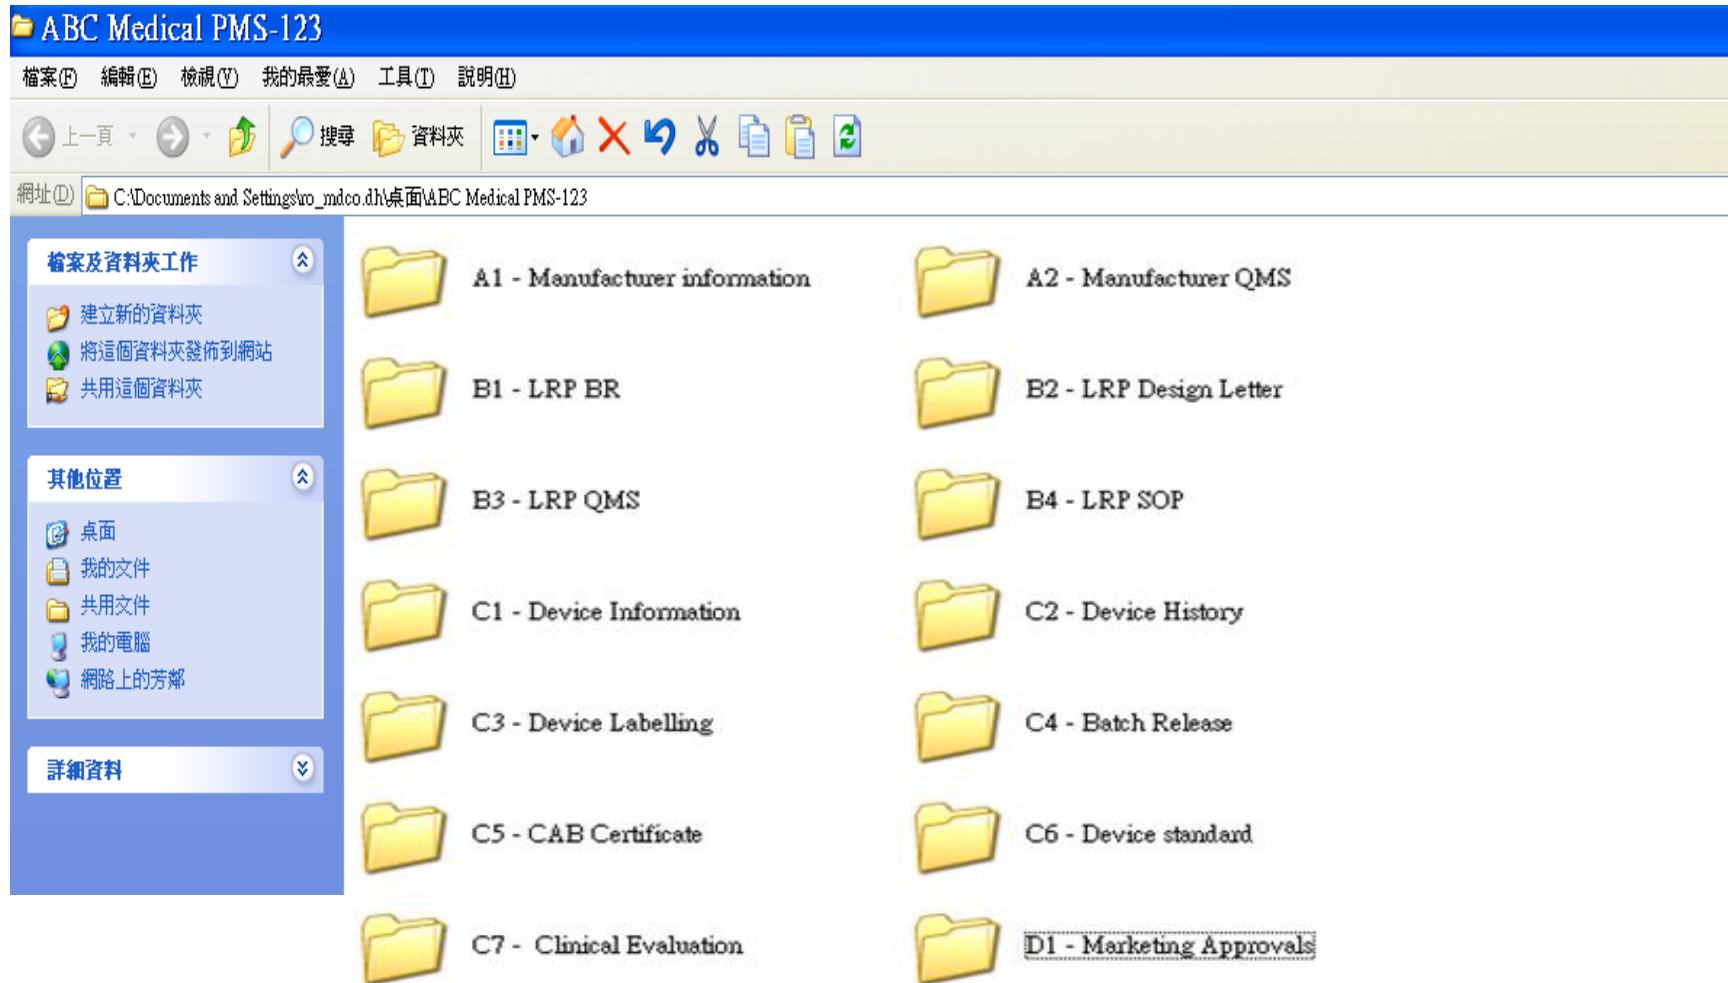 ABC Medical PMS-123
檔案(F) 編輯(E) 檢視(V) 我的最愛(A) 工具(T) 說明(H)
上一頁 搜尋 資料夾
網址(D) C:\Documents and Settings\ro_mdco.dh\桌面\ABC Medical PMS-123
檔案及資料夾工作
建立新的資料夾
將這個資料夾發佈到網站
共用這個資料夾
其他位置
桌面
我的文件
共用文件
我的電腦
網路上的芳鄰
詳細資料
A1 - Manufacturer information
A2 - Manufacturer QMS
B1 - LRP BR
B2 - LRP Design Letter
B3 - LRP QMS
B4 - LRP SOP
C1 - Device Information
C2 - Device History
C3 - Device Labelling
C4 - Batch Release
C5 - CAB Certificate
C6 - Device standard
C7 - Clinical Evaluation
D1 - Marketing Approvals